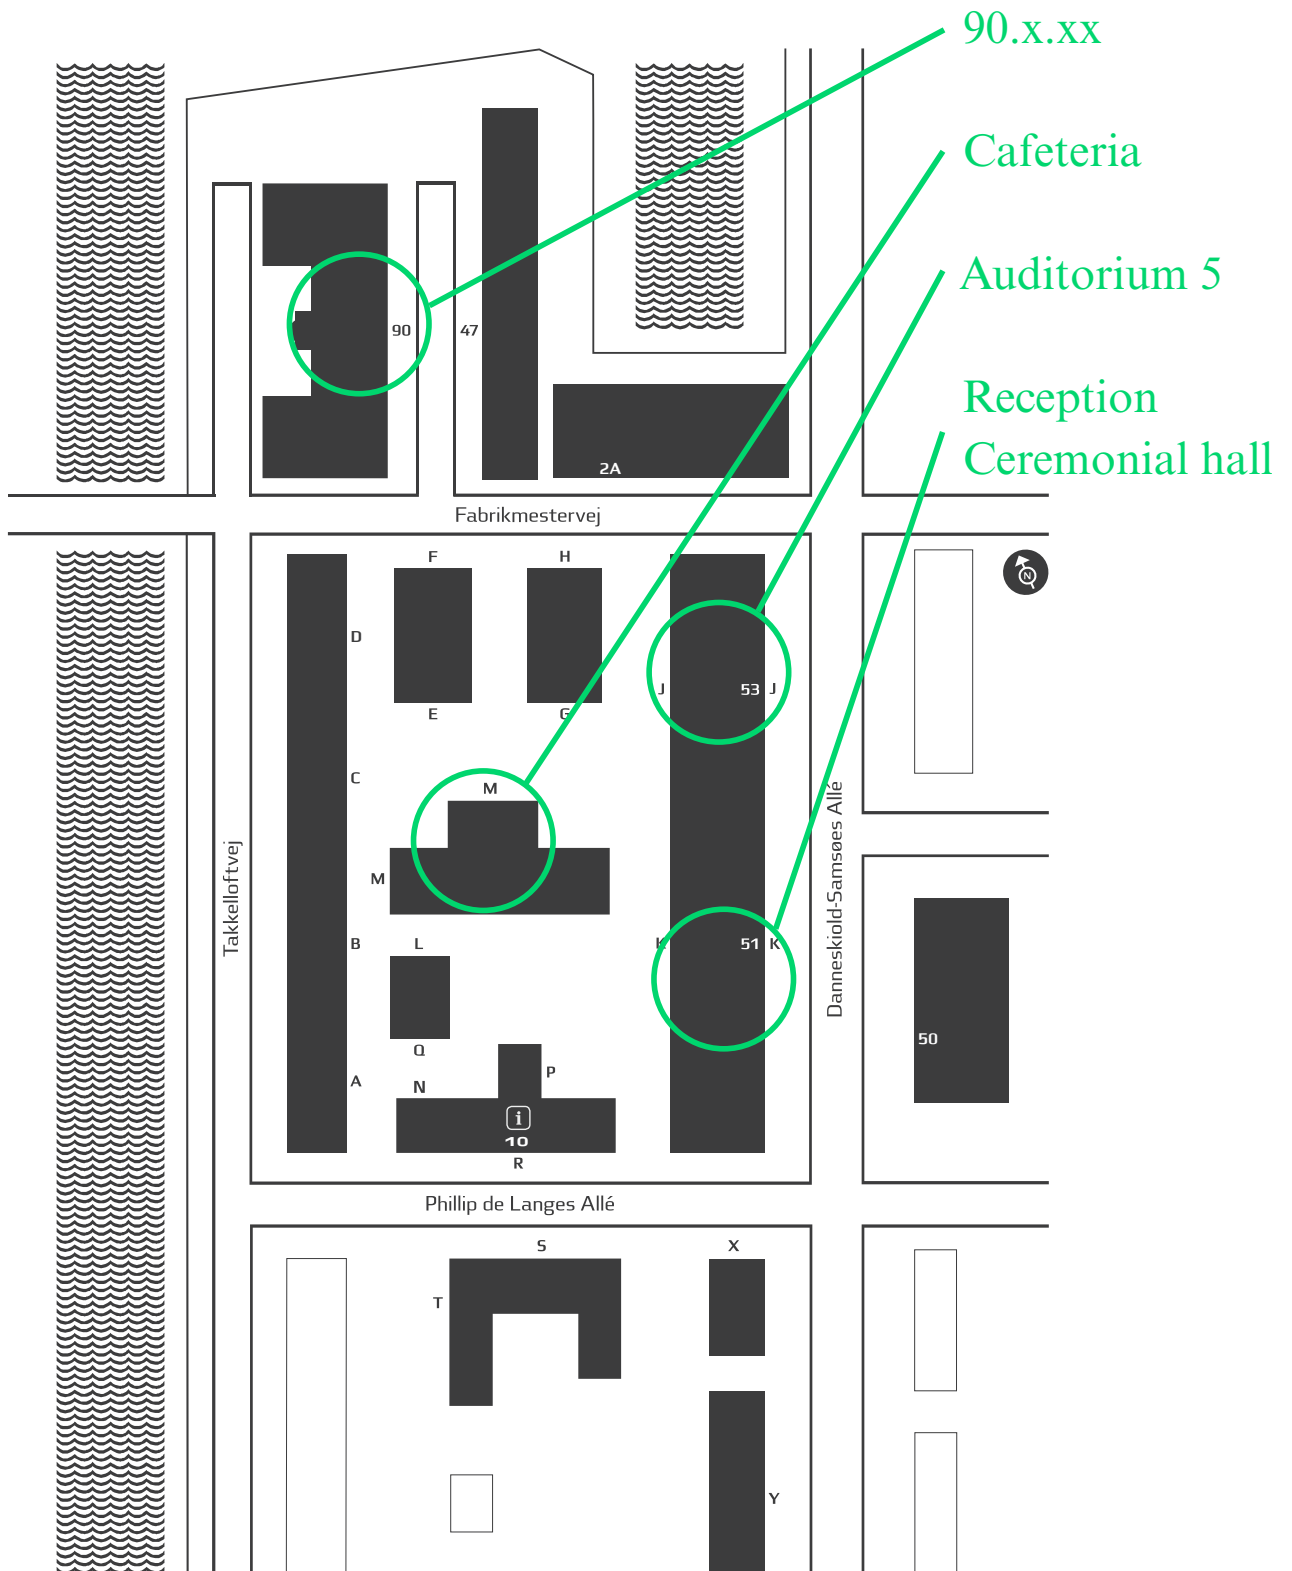 90.x.xx
Cafeteria
Auditorium 5
Reception
Ceremonial hall
90
47
2A
Fabrikmestervej
F
H
N
D
J
53 J
E
G
C
M
M
Takkelloftvej
Danneskiold-Samsøes Allé
B
L
K
51 K
50
Q
A
N
P
i
10
R
Phillip de Langes Allé
S
X
T
Y